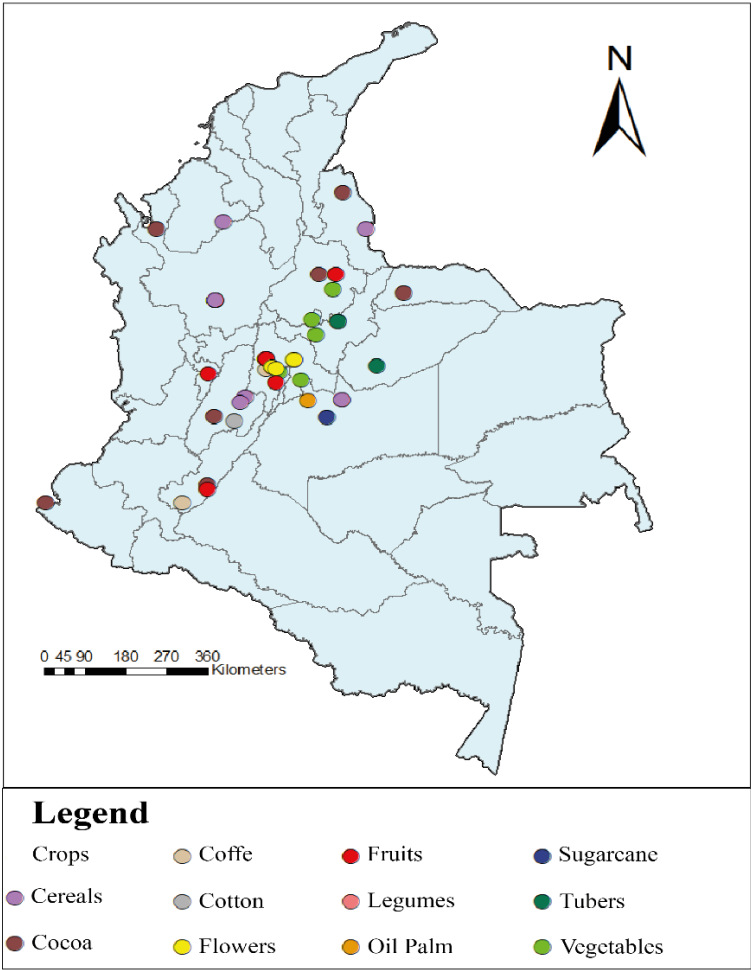 N
0 45 90 180 270 360
Kilometers
Legend
Crops
Coffe
Fruits
Sugarcane
Cereals
Cotton
Legumes
Tubers
Cocoa
Flowers
Oil Palm
Vegetables